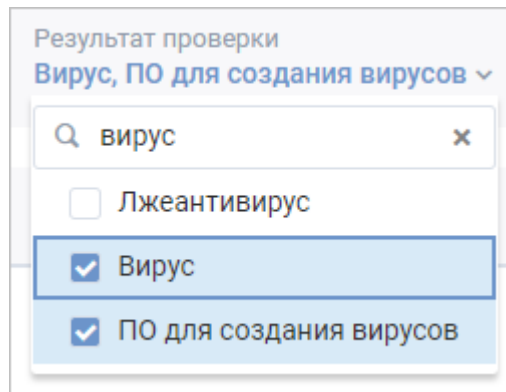 Результат проверки
Вирус, ПО для создания вирусов
вирус
Лжеантивирус
Вирус
ПО для создания вирусов